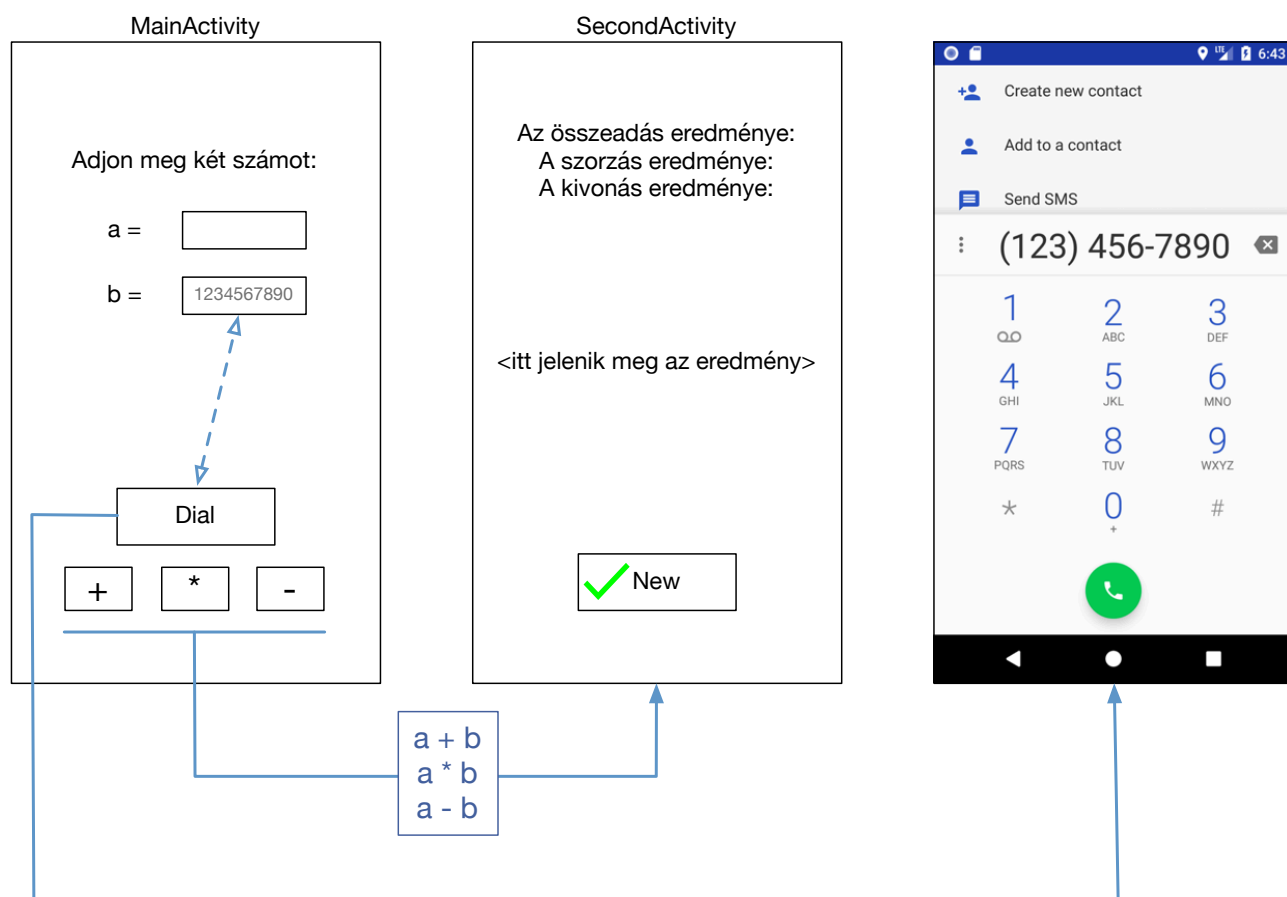 MainActivity
Adjon meg két számot:
a =
b =
1234567890
Dial
+
*
-
a + b
a * b
a - b
SecondActivity
Az összeadás eredménye:
A szorzás eredménye:
A kivonás eredménye:
<itt jelenik meg az eredmény>
New
LTE 6:43
Create new contact
Add to a contact
Send SMS
(123) 456-7890
1 2 3
ABC DEF
4 5 6
GHI JKL MNO
7 8 9
PQRS TUV WXYZ
* 0 #
+